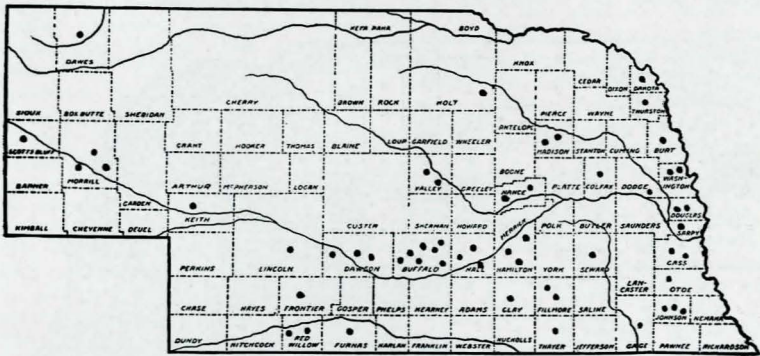 KEYA PAHA BOYD
DAWES KNOX
CEDAR DIXON DAKOTA
SIOUX BOX BUTTE SHERIDAN CHERRY BROWN ROCK HOLT PIERCE WAYNE THURSTON
ANTELOPE
SCOTTS BLUFF GRANT HOOKER THOMAS BLAINE LOUP GARFIELD WHEELER MADISON STANTON CUMING BURT
BOONE
BANNER MORRILL ARTHUR McPHERSON LOGAN VALLEY GREELEY NANCE PLATTE COLFAX DODGE WASH-
INGTON
GARDEN DOUGLAS
KIMBALL CHEYENNE DEUEL KEITH CUSTER SHERMAN HOWARD MERRICK POLK BUTLER SAUNDERS SARPY
PERKINS LINCOLN DAWSON BUFFALO HALL HAMILTON YORK SEWARD CASS
LAN-
CASTER OTOE
CHASE HAYES FRONTIER GOSPER PHELPS KEARNEY ADAMS CLAY FILLMORE SALINE JOHNSON NEMAHA
DUNDY HITCHCOCK RED
WILLOW FURNAS HARLAN FRANKLIN WEBSTER NUCKOLLS THAYER JEFFERSON GAGE PAWNEE RICHARDSON